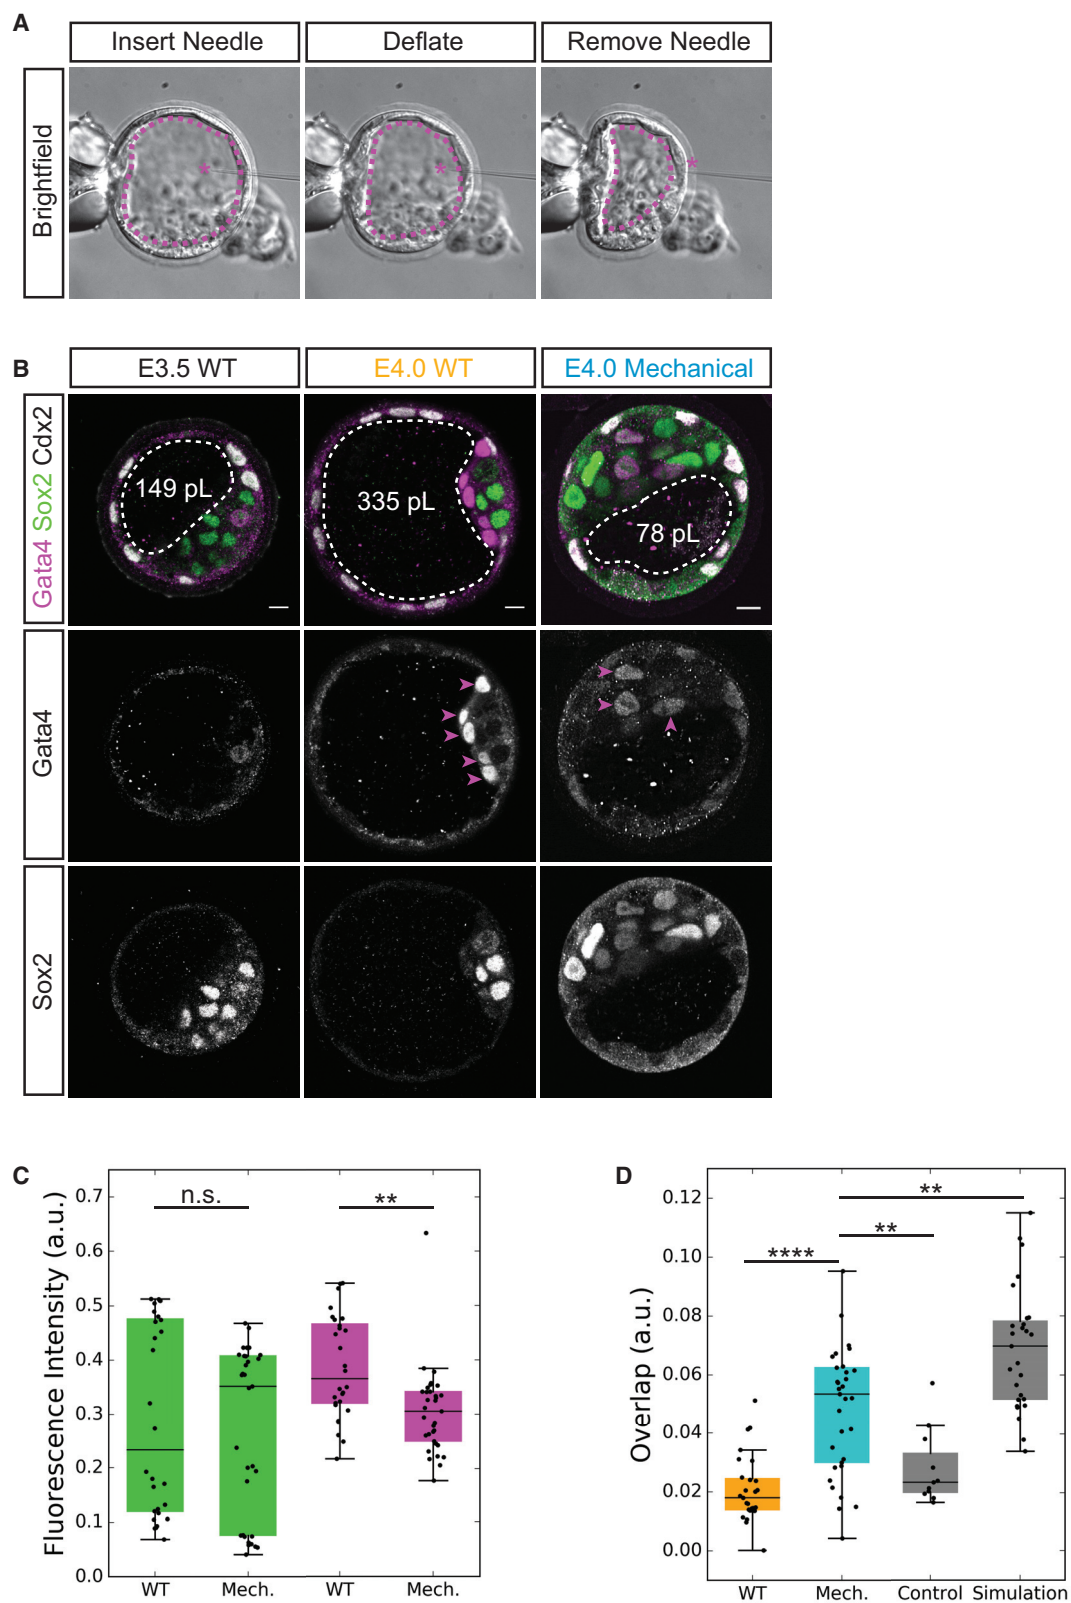 A
Insert Needle
Deflate
Remove Needle
Brightfield
*
*
*
B
E3.5 WT
E4.0 WT
E4.0 Mechanical
Gata4 Sox2 Cdx2
149 pL
335 pL
78 pL
Gata4
Sox2
C
Fluorescence Intensity (a.u.)
0.7
0.6
0.5
0.4
0.3
0.2
0.1
0.0
n.s.
**
WT
Mech.
WT
Mech.
D
Overlap (a.u.)
0.12
0.10
0.08
0.06
0.04
0.02
0.00
**
**
****
WT
Mech.
Control
Simulation